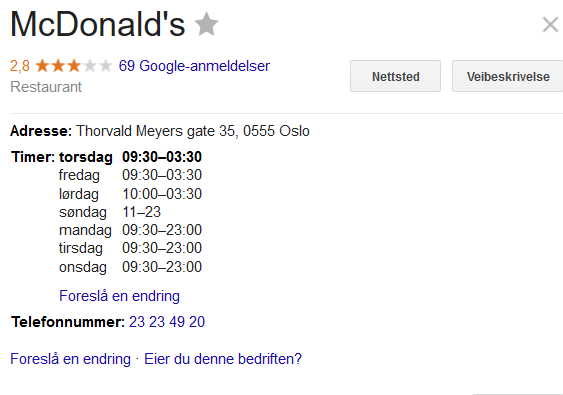 McDonald's
2,8 69 Google-anmeldelser
Restaurant
Nettsted
Veibeskrivelse
Adresse: Thorvald Meyers gate 35, 0555 Oslo
Timer: torsdag 09:30–03:30
fredag 09:30–03:30
lørdag 10:00–03:30
søndag 11–23
mandag 09:30–23:00
tirsdag 09:30–23:00
onsdag 09:30–23:00
Foreslå en endring
Telefonnummer: 23 23 49 20
Foreslå en endring · Eier du denne bedriften?